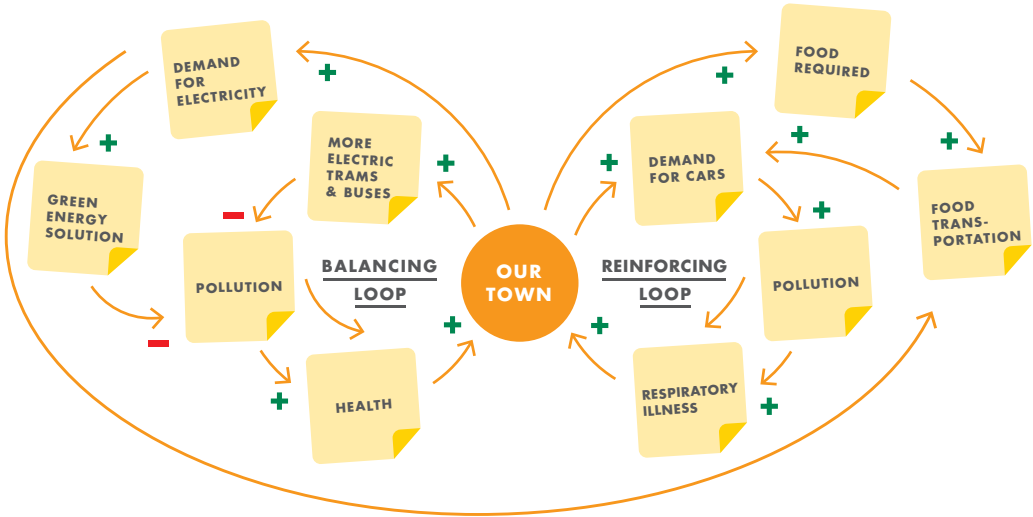 DEMAND
FOR
ELECTRICITY
+
MORE
ELECTRIC
TRAMS
& BUSES
+
+
GREEN
ENERGY
SOLUTION
−
POLLUTION
−
BALANCING
LOOP
+
HEALTH
+
OUR
TOWN
FOOD
REQUIRED
+
DEMAND
FOR CARS
+
+
+
FOOD
TRANS-
PORTATION
+
POLLUTION
REINFORCING
LOOP
+
RESPIRATORY
ILLNESS
+